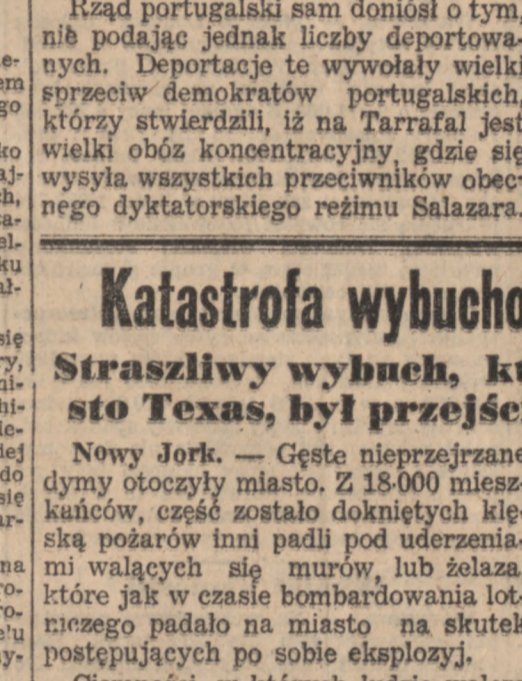 Rząd portugalski sam doniósł o tym,
nie podając jednak liczby deportowa-
nych. Deportacje te wywołały wielki
sprzeciw demokratów portugalskich,
którzy stwierdzili, iż na Tarrafal jest
wielki obóz koncentracyjny, gdzie się
wysyła wszystkich przeciwników obec-
nego dyktatorskiego reżimu Salazara.
Katastrofa wybucho
Straszliwy wybuch, kt
sto Texas, był przejści
Nowy Jork. — Gęste nieprzejrzane
dymy otoczyły miasto. Z 18·000 miesz-
kańców, część zostało dokniętych klę-
ską pożarów inni padli pod uderzenia-
mi walących się murów, lub żelaza,
które jak w czasie bombardowania lot-
niczego padało na miasto na skutek
postępujących po sobie eksplozyj.